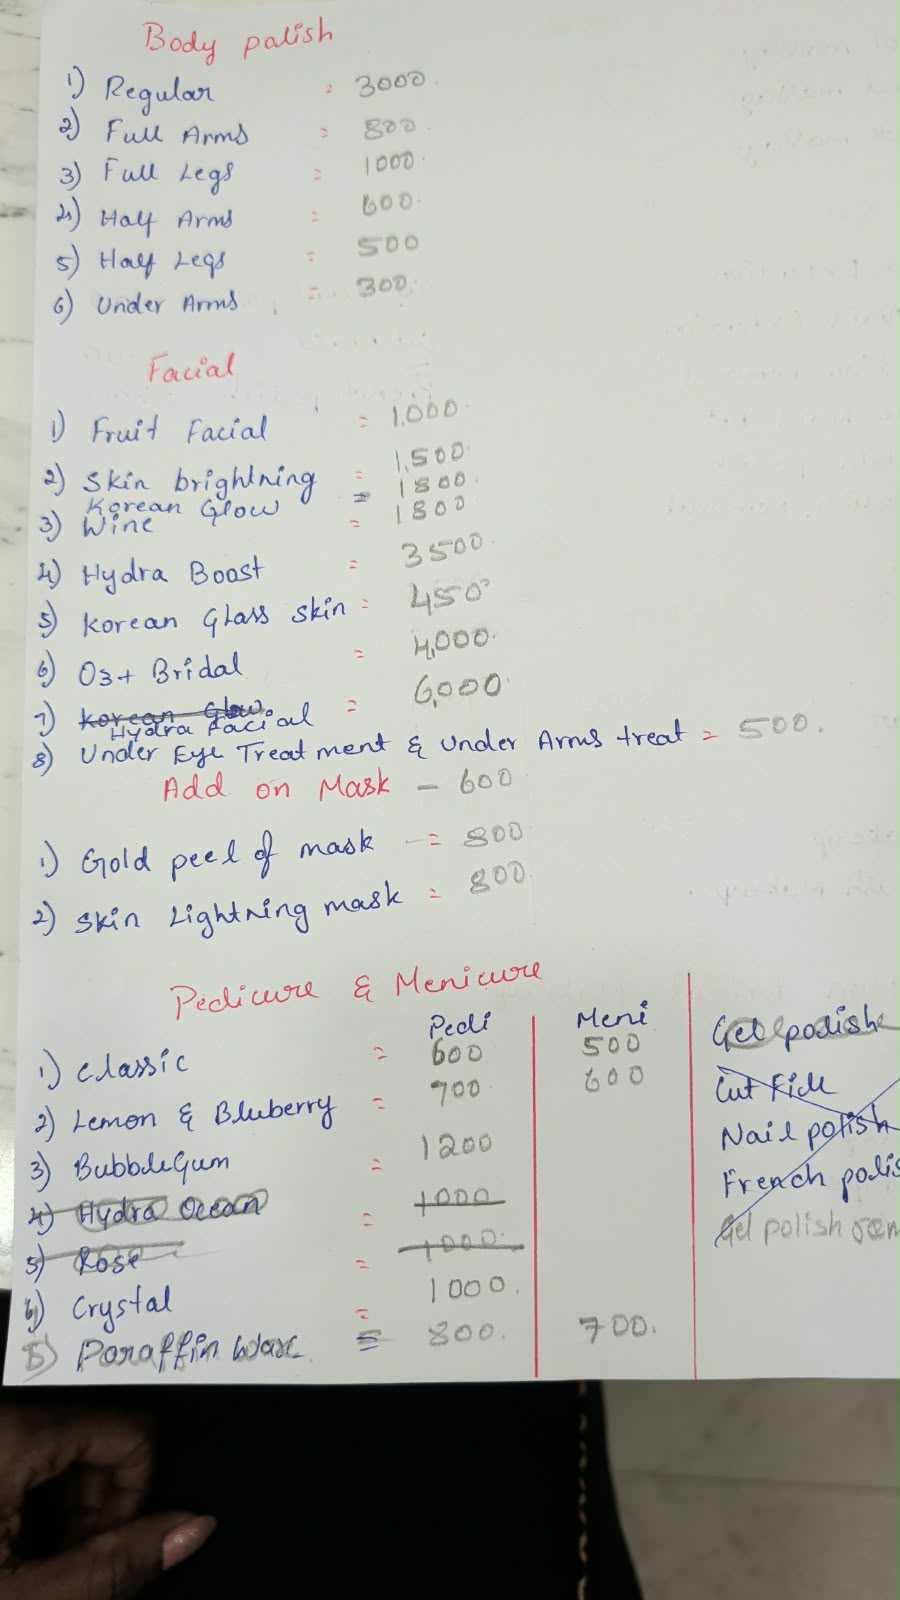 Body polish
1) Regular : 3000
2) Full Arms = 800
3) Full Legs = 1000
4) Half Arms = 600
5) Half Legs = 500
6) Under Arms = 300
Facial
1) Fruit Facial = 1,000
2) Skin brightning = 1,500
Korean Glow = 1800
3) Wine = 1800
4) Hydra Boost = 3500
5) Korean Glass skin = 450°
6) O3+ Bridal = 4,000
7) Korean Glow. = 6,000
Hydra Facial
8) Under Eye Treatment & Under Arms treat = 500.
Add on Mask - 600
1) Gold peel of mask = 800
2) Skin Lightning mask = 800
Pedicure & Menicure
Pedi Meni
1) Classic = 600 500
2) Lemon & Bluberry = 700 600
3) BubbleGum = 1200
4) Hydra Ocean = 1000
5) Rose = 1000
Crystal = 1000.
5) Paraffin Wax = 800. 700.
Gel polish
Cut File
Nail polish
French polis
Gel polish rem